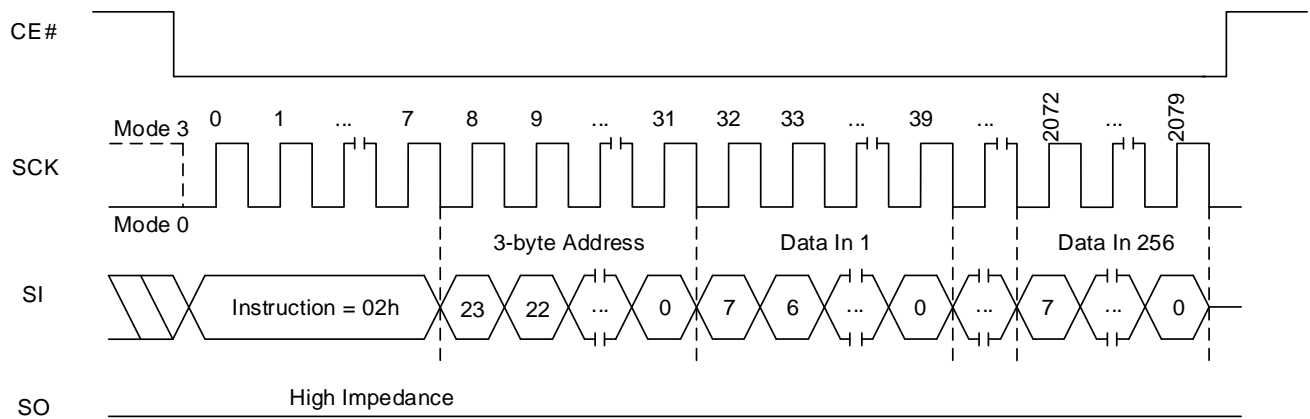 CE#
Mode 3
0 1 ... 7 8 9 ... 31 32 33 ... 39 ... 2072 ... 2079
SCK
Mode 0
3-byte Address Data In 1 Data In 256
SI
Instruction = 02h 23 22 ... 0 7 6 ... 0 ... 7 ... 0
High Impedance
SO